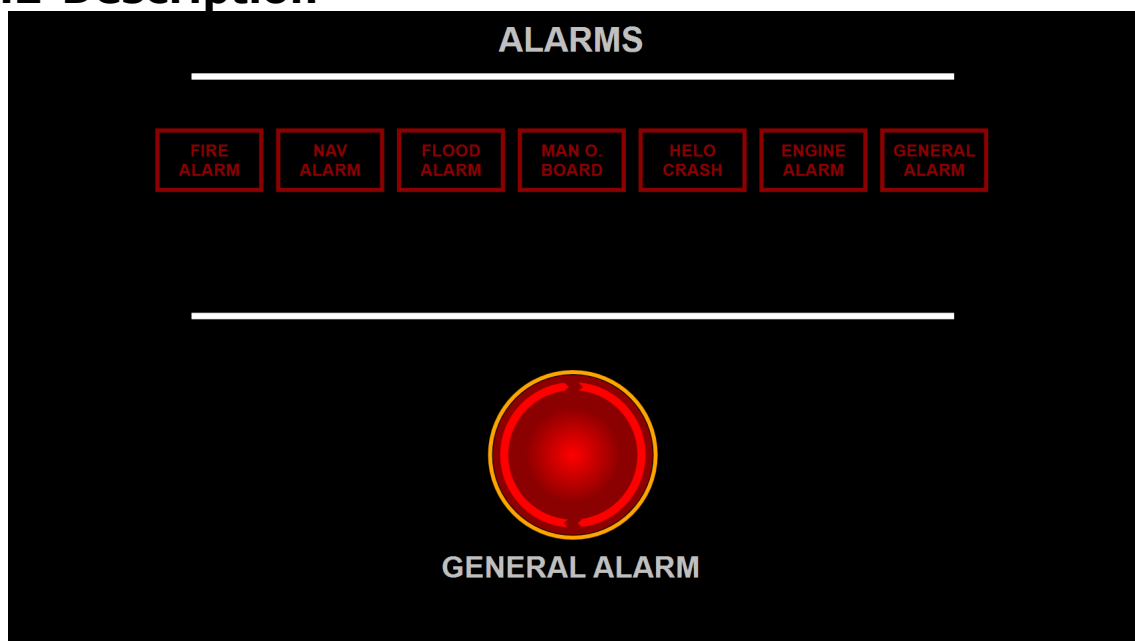 Description
ALARMS
FIRE
ALARM
NAV
ALARM
FLOOD
ALARM
MAN O.
BOARD
HELO
CRASH
ENGINE
ALARM
GENERAL
ALARM
GENERAL ALARM